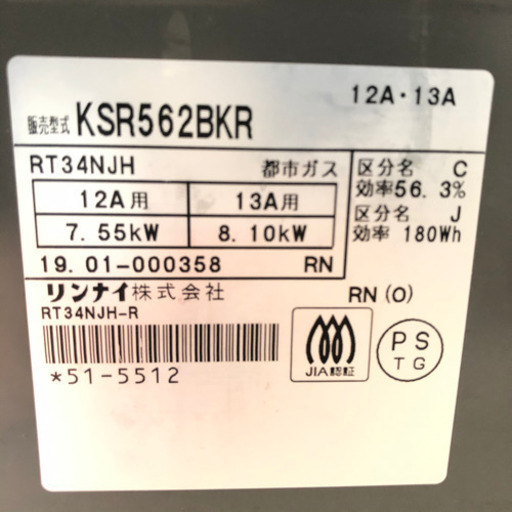 12A・13A
販売型式 KSR562BKR
RT34NJH 都市ガス
12A用 13A用
7.55kW 8.10kW
19.01-000358 RN
区分名 C
効率56.3%
区分名 J
効率 180Wh
リンナイ株式会社 RN(O)
RT34NJH-R
*51-5512
JIA認証
PS
TG